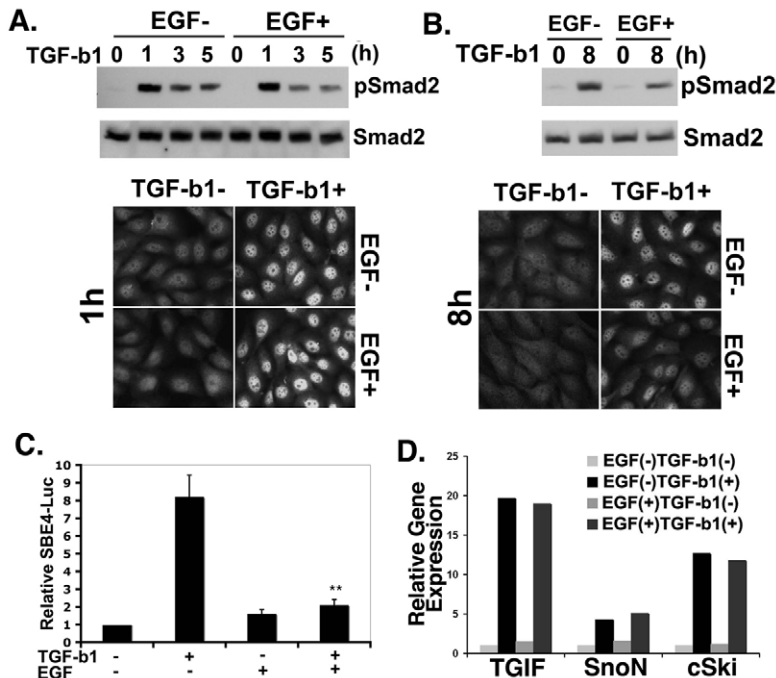 A.
EGF- EGF+
TGF-b1 0 1 3 5 0 1 3 5 (h)
pSmad2
Smad2
TGF-b1- TGF-b1+
1h
EGF-
EGF+
B.
EGF- EGF+
TGF-b1 0 8 0 8 (h)
pSmad2
Smad2
TGF-b1- TGF-b1+
8h
EGF-
EGF+
C.
Relative SBE4-Luc
10
9
8
7
6
5
4
3
2
1
0
**
TGF-b1 - + - +
EGF - - + +
D.
Relative Gene
Expression
25
20
15
10
5
0
EGF(-)TGF-b1(-)
EGF(-)TGF-b1(+)
EGF(+)TGF-b1(-)
EGF(+)TGF-b1(+)
TGIF SnoN cSki